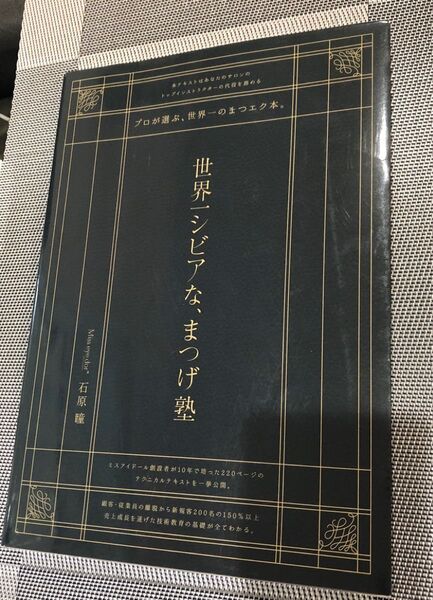 本テキストはあなたのサロンの
トップインストラクターの代役を務める
プロが選ぶ、世界一のまつエク本。
世界一シビアな、まつげ塾
Miss eye d'or® 石原 瞳
ミスアイドール創設者が10年で培った220ページの
テクニカルテキストを一挙公開。
顧客・従業員の離脱から新規客200名の150%以上
売上成長を遂げた技術教育の基礎が全てわかる。